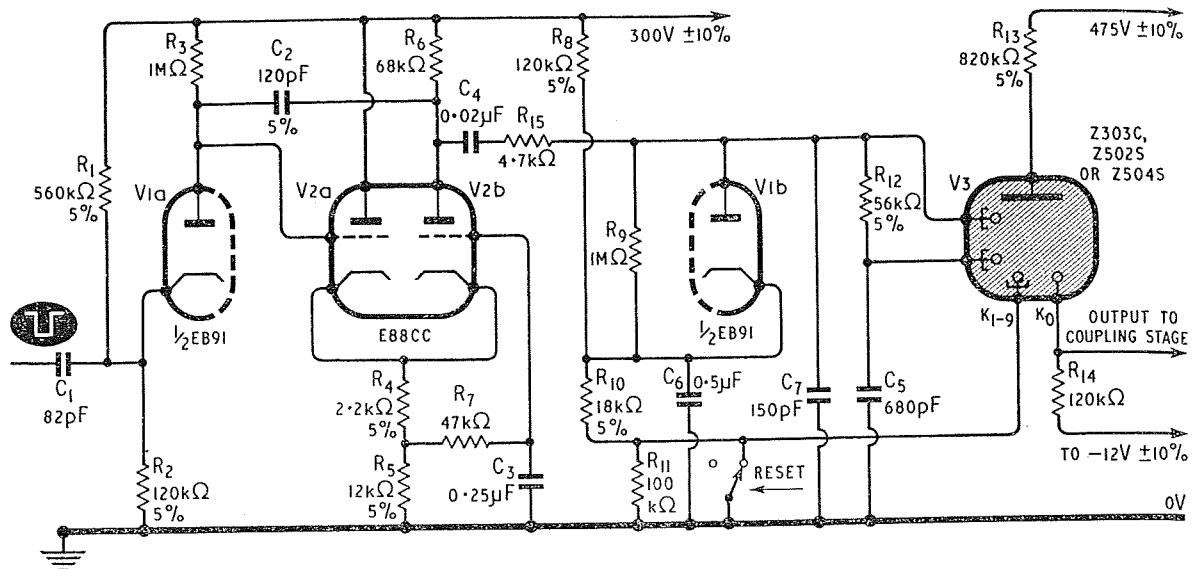 R3
1MΩ
C2
120pF
5%
R6
68kΩ
R8
120kΩ
5%
300V ±10%
R13
820kΩ
5%
475V ±10%
C4
0·02µF
R15
4·7kΩ
R1
560kΩ
5%
V1a
V2a
V2b
V1b
R9
1MΩ
R12
56kΩ
5%
V3
Z303C,
Z502S
OR Z504S
½EB91
E88CC
½EB91
K1-9
K0
OUTPUT TO
COUPLING STAGE
C1
82pF
R4
2·2kΩ
5%
R7
47kΩ
R10
18kΩ
5%
C6
0·5µF
C7
150pF
C5
680pF
R14
120kΩ
TO −12V ±10%
R2
120kΩ
5%
R5
12kΩ
5%
C3
0·25µF
R11
100
kΩ
RESET
0V